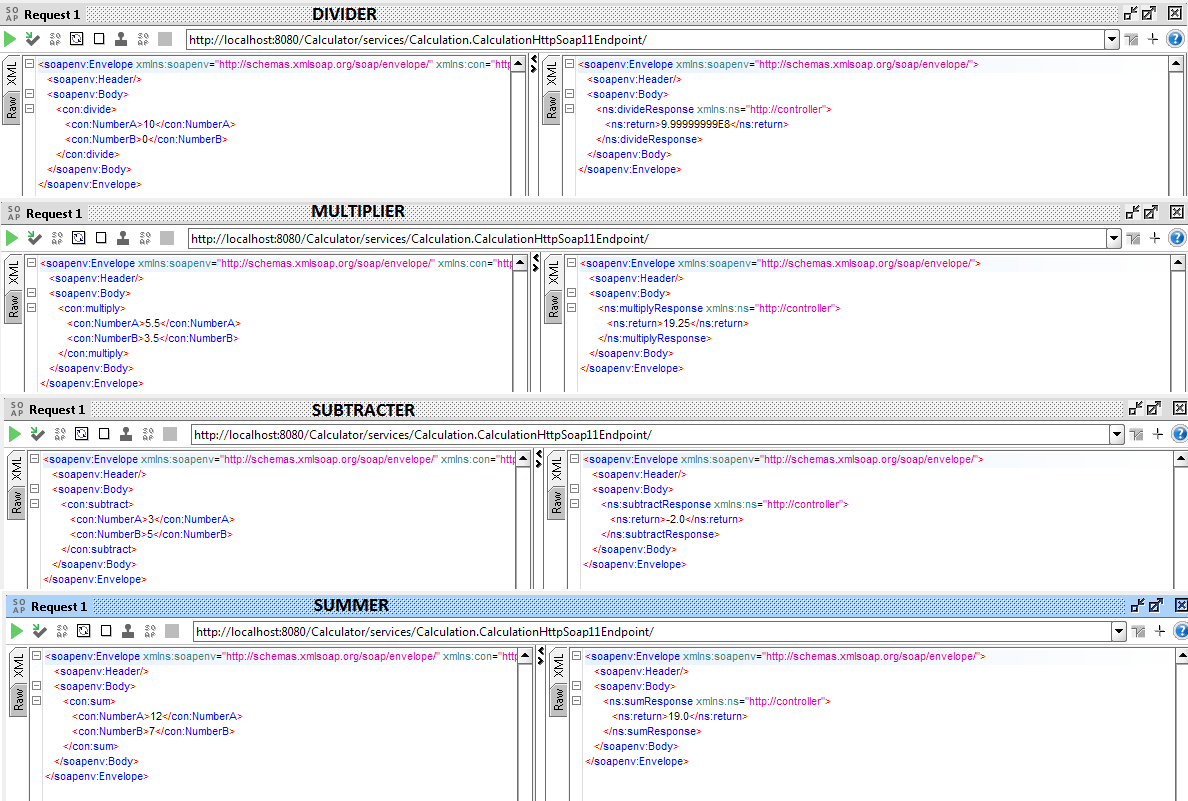 SOAP Request 1 DIVIDER
http://localhost:8080/Calculator/services/Calculation.CalculationHttpSoap11Endpoint/
XML
Raw
<soapenv:Envelope xmlns:soapenv="http://schemas.xmlsoap.org/soap/envelope/" xmlns:con="http
<soapenv:Header/>
<soapenv:Body>
<con:divide>
<con:NumberA>10</con:NumberA>
<con:NumberB>0</con:NumberB>
</con:divide>
</soapenv:Body>
</soapenv:Envelope>
XML
Raw
<soapenv:Envelope xmlns:soapenv="http://schemas.xmlsoap.org/soap/envelope/">
<soapenv:Header/>
<soapenv:Body>
<ns:divideResponse xmlns:ns="http://controller">
<ns:return>9.99999999E8</ns:return>
</ns:divideResponse>
</soapenv:Body>
</soapenv:Envelope>
SOAP Request 1 MULTIPLIER
http://localhost:8080/Calculator/services/Calculation.CalculationHttpSoap11Endpoint/
XML
Raw
<soapenv:Envelope xmlns:soapenv="http://schemas.xmlsoap.org/soap/envelope/" xmlns:con="http
<soapenv:Header/>
<soapenv:Body>
<con:multiply>
<con:NumberA>5.5</con:NumberA>
<con:NumberB>3.5</con:NumberB>
</con:multiply>
</soapenv:Body>
</soapenv:Envelope>
XML
Raw
<soapenv:Envelope xmlns:soapenv="http://schemas.xmlsoap.org/soap/envelope/">
<soapenv:Header/>
<soapenv:Body>
<ns:multiplyResponse xmlns:ns="http://controller">
<ns:return>19.25</ns:return>
</ns:multiplyResponse>
</soapenv:Body>
</soapenv:Envelope>
SOAP Request 1 SUBTRACTER
http://localhost:8080/Calculator/services/Calculation.CalculationHttpSoap11Endpoint/
XML
Raw
<soapenv:Envelope xmlns:soapenv="http://schemas.xmlsoap.org/soap/envelope/" xmlns:con="http
<soapenv:Header/>
<soapenv:Body>
<con:subtract>
<con:NumberA>3</con:NumberA>
<con:NumberB>5</con:NumberB>
</con:subtract>
</soapenv:Body>
</soapenv:Envelope>
XML
Raw
<soapenv:Envelope xmlns:soapenv="http://schemas.xmlsoap.org/soap/envelope/">
<soapenv:Header/>
<soapenv:Body>
<ns:subtractResponse xmlns:ns="http://controller">
<ns:return>-2.0</ns:return>
</ns:subtractResponse>
</soapenv:Body>
</soapenv:Envelope>
SOAP Request 1 SUMMER
http://localhost:8080/Calculator/services/Calculation.CalculationHttpSoap11Endpoint/
XML
Raw
<soapenv:Envelope xmlns:soapenv="http://schemas.xmlsoap.org/soap/envelope/" xmlns:con="http
<soapenv:Header/>
<soapenv:Body>
<con:sum>
<con:NumberA>12</con:NumberA>
<con:NumberB>7</con:NumberB>
</con:sum>
</soapenv:Body>
</soapenv:Envelope>
XML
Raw
<soapenv:Envelope xmlns:soapenv="http://schemas.xmlsoap.org/soap/envelope/">
<soapenv:Header/>
<soapenv:Body>
<ns:sumResponse xmlns:ns="http://controller">
<ns:return>19.0</ns:return>
</ns:sumResponse>
</soapenv:Body>
</soapenv:Envelope>